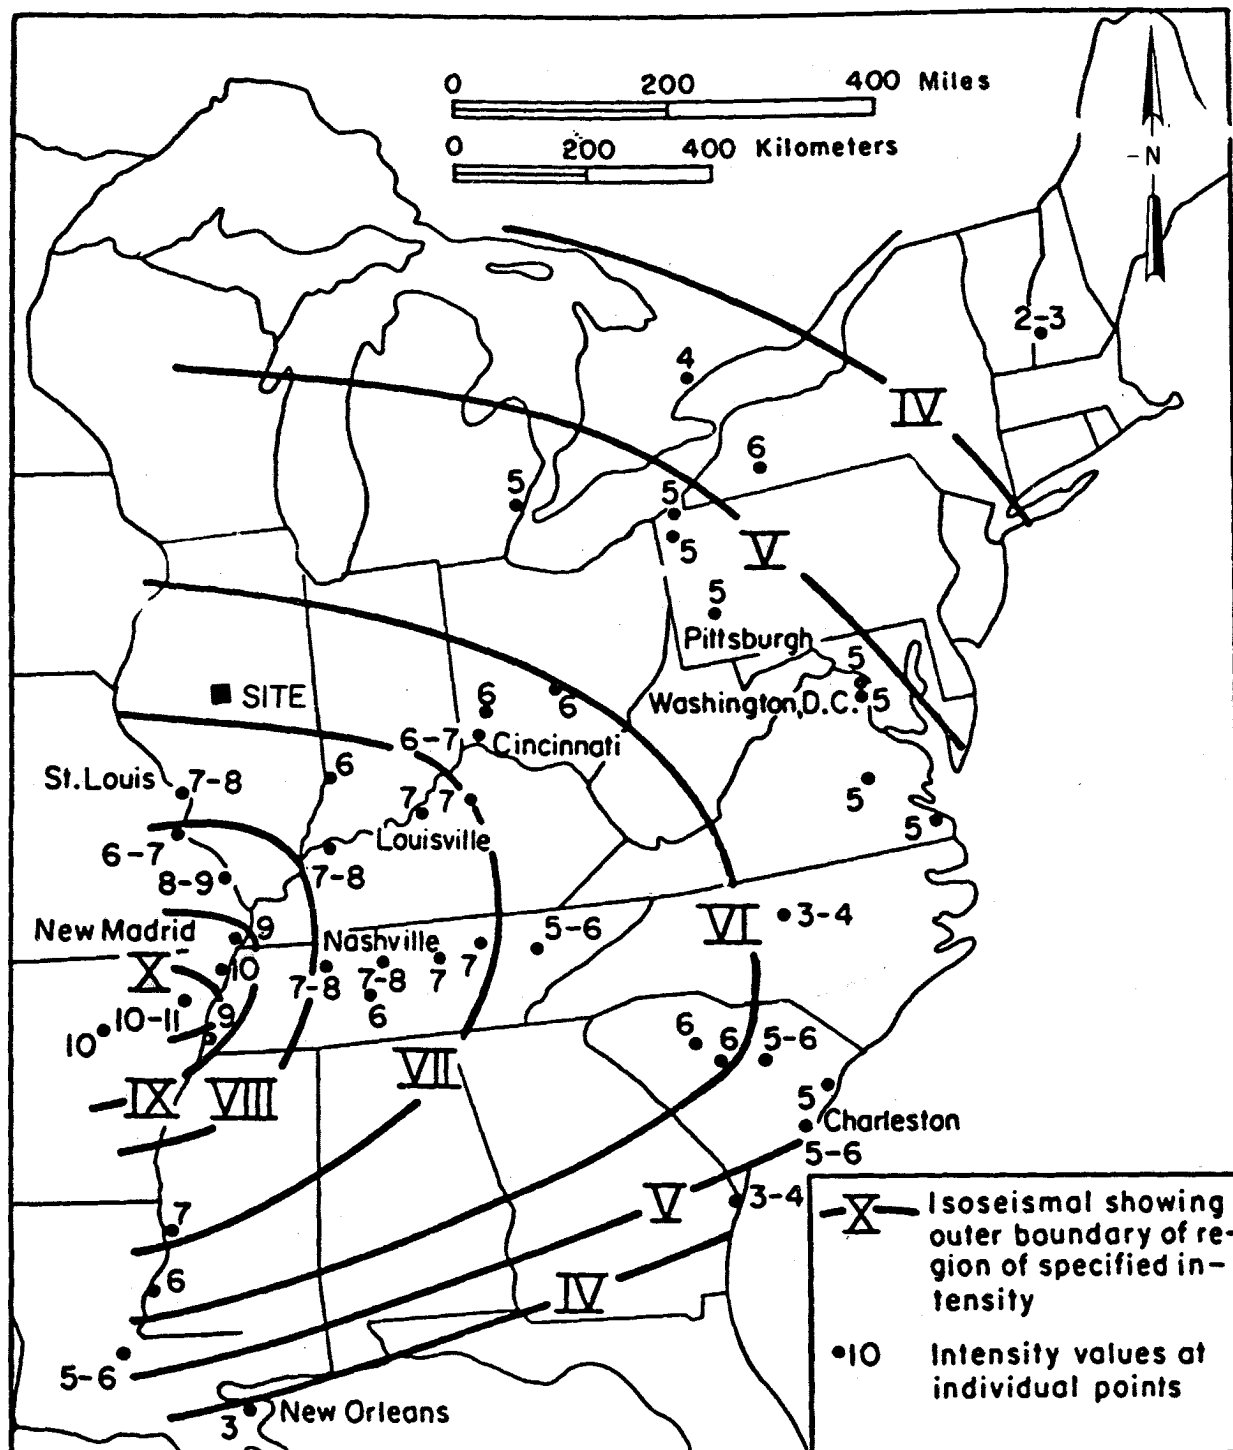 0 200 400 Miles
0 200 400 Kilometers
N
2-3
4
IV
6
5
5
5
V
5
Pittsburgh
5
SITE
6
6
Washington, D.C.
5
6-7
Cincinnati
St. Louis
7-8
6
7
7
5
5
Louisville
6-7
8-9
7-8
VI
3-4
New Madrid
9
Nashville
5-6
X
10
7-8
7-8
7
7
6
10-11
9
10
6
6
5-6
VII
IX
VIII
5
Charleston
5-6
V
3-4
7
6
IV
5-6
3
New Orleans
X
Isoseismal showing
outer boundary of re-
gion of specified in-
tensity
10
Intensity values at
individual points